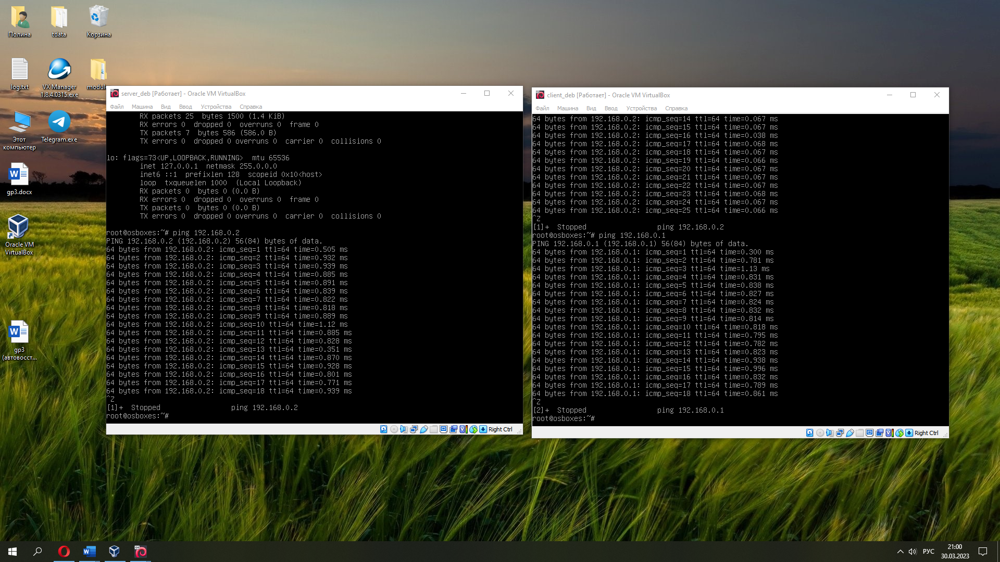 Полина
tdata
Корзина
log.txt
VX Manager
1.8.4.0315.exe
modul
Этот
компьютер
Telegram.exe
gp3.docx
Oracle VM
VirtualBox
gp3
(автовосст...
server_deb [Работает] - Oracle VM VirtualBox
Файл Машина Вид Ввод Устройства Справка
RX packets 25  bytes 1500 (1.4 KiB)
RX errors 0  dropped 0  overruns 0  frame 0
TX packets 7  bytes 586 (586.0 B)
TX errors 0  dropped 0 overruns 0  carrier 0  collisions 0
lo: flags=73<UP,LOOPBACK,RUNNING>  mtu 65536
inet 127.0.0.1  netmask 255.0.0.0
inet6 ::1  prefixlen 128  scopeid 0x10<host>
loop  txqueuelen 1000  (Local Loopback)
RX packets 0  bytes 0 (0.0 B)
RX errors 0  dropped 0  overruns 0  frame 0
TX packets 0  bytes 0 (0.0 B)
TX errors 0  dropped 0 overruns 0  carrier 0  collisions 0
root@osboxes:~# ping 192.168.0.2
PING 192.168.0.2 (192.168.0.2) 56(84) bytes of data.
64 bytes from 192.168.0.2: icmp_seq=1 ttl=64 time=0.505 ms
64 bytes from 192.168.0.2: icmp_seq=2 ttl=64 time=0.932 ms
64 bytes from 192.168.0.2: icmp_seq=3 ttl=64 time=0.939 ms
64 bytes from 192.168.0.2: icmp_seq=4 ttl=64 time=0.885 ms
64 bytes from 192.168.0.2: icmp_seq=5 ttl=64 time=0.891 ms
64 bytes from 192.168.0.2: icmp_seq=6 ttl=64 time=0.839 ms
64 bytes from 192.168.0.2: icmp_seq=7 ttl=64 time=0.822 ms
64 bytes from 192.168.0.2: icmp_seq=8 ttl=64 time=0.818 ms
64 bytes from 192.168.0.2: icmp_seq=9 ttl=64 time=0.889 ms
64 bytes from 192.168.0.2: icmp_seq=10 ttl=64 time=1.12 ms
64 bytes from 192.168.0.2: icmp_seq=11 ttl=64 time=0.885 ms
64 bytes from 192.168.0.2: icmp_seq=12 ttl=64 time=0.828 ms
64 bytes from 192.168.0.2: icmp_seq=13 ttl=64 time=0.351 ms
64 bytes from 192.168.0.2: icmp_seq=14 ttl=64 time=0.870 ms
64 bytes from 192.168.0.2: icmp_seq=15 ttl=64 time=0.928 ms
64 bytes from 192.168.0.2: icmp_seq=16 ttl=64 time=0.801 ms
64 bytes from 192.168.0.2: icmp_seq=17 ttl=64 time=0.771 ms
64 bytes from 192.168.0.2: icmp_seq=18 ttl=64 time=0.939 ms
^Z
[1]+  Stopped                 ping 192.168.0.2
root@osboxes:~#
Right Ctrl
client_deb [Работает] - Oracle VM VirtualBox
Файл Машина Вид Ввод Устройства Справка
64 bytes from 192.168.0.2: icmp_seq=14 ttl=64 time=0.067 ms
64 bytes from 192.168.0.2: icmp_seq=15 ttl=64 time=0.067 ms
64 bytes from 192.168.0.2: icmp_seq=16 ttl=64 time=0.038 ms
64 bytes from 192.168.0.2: icmp_seq=17 ttl=64 time=0.068 ms
64 bytes from 192.168.0.2: icmp_seq=18 ttl=64 time=0.067 ms
64 bytes from 192.168.0.2: icmp_seq=19 ttl=64 time=0.066 ms
64 bytes from 192.168.0.2: icmp_seq=20 ttl=64 time=0.067 ms
64 bytes from 192.168.0.2: icmp_seq=21 ttl=64 time=0.067 ms
64 bytes from 192.168.0.2: icmp_seq=22 ttl=64 time=0.067 ms
64 bytes from 192.168.0.2: icmp_seq=23 ttl=64 time=0.068 ms
64 bytes from 192.168.0.2: icmp_seq=24 ttl=64 time=0.067 ms
64 bytes from 192.168.0.2: icmp_seq=25 ttl=64 time=0.066 ms
^Z
[1]+  Stopped                 ping 192.168.0.2
root@osboxes:~# ping 192.168.0.1
PING 192.168.0.1 (192.168.0.1) 56(84) bytes of data.
64 bytes from 192.168.0.1: icmp_seq=1 ttl=64 time=0.300 ms
64 bytes from 192.168.0.1: icmp_seq=2 ttl=64 time=0.781 ms
64 bytes from 192.168.0.1: icmp_seq=3 ttl=64 time=1.13 ms
64 bytes from 192.168.0.1: icmp_seq=4 ttl=64 time=0.831 ms
64 bytes from 192.168.0.1: icmp_seq=5 ttl=64 time=0.838 ms
64 bytes from 192.168.0.1: icmp_seq=6 ttl=64 time=0.827 ms
64 bytes from 192.168.0.1: icmp_seq=7 ttl=64 time=0.824 ms
64 bytes from 192.168.0.1: icmp_seq=8 ttl=64 time=0.832 ms
64 bytes from 192.168.0.1: icmp_seq=9 ttl=64 time=0.814 ms
64 bytes from 192.168.0.1: icmp_seq=10 ttl=64 time=0.818 ms
64 bytes from 192.168.0.1: icmp_seq=11 ttl=64 time=0.795 ms
64 bytes from 192.168.0.1: icmp_seq=12 ttl=64 time=0.782 ms
64 bytes from 192.168.0.1: icmp_seq=13 ttl=64 time=0.823 ms
64 bytes from 192.168.0.1: icmp_seq=14 ttl=64 time=0.938 ms
64 bytes from 192.168.0.1: icmp_seq=15 ttl=64 time=0.996 ms
64 bytes from 192.168.0.1: icmp_seq=16 ttl=64 time=0.832 ms
64 bytes from 192.168.0.1: icmp_seq=17 ttl=64 time=0.789 ms
64 bytes from 192.168.0.1: icmp_seq=18 ttl=64 time=0.861 ms
^Z
[2]+  Stopped                 ping 192.168.0.1
root@osboxes:~#
Right Ctrl
РУС
21:00
30.03.2023